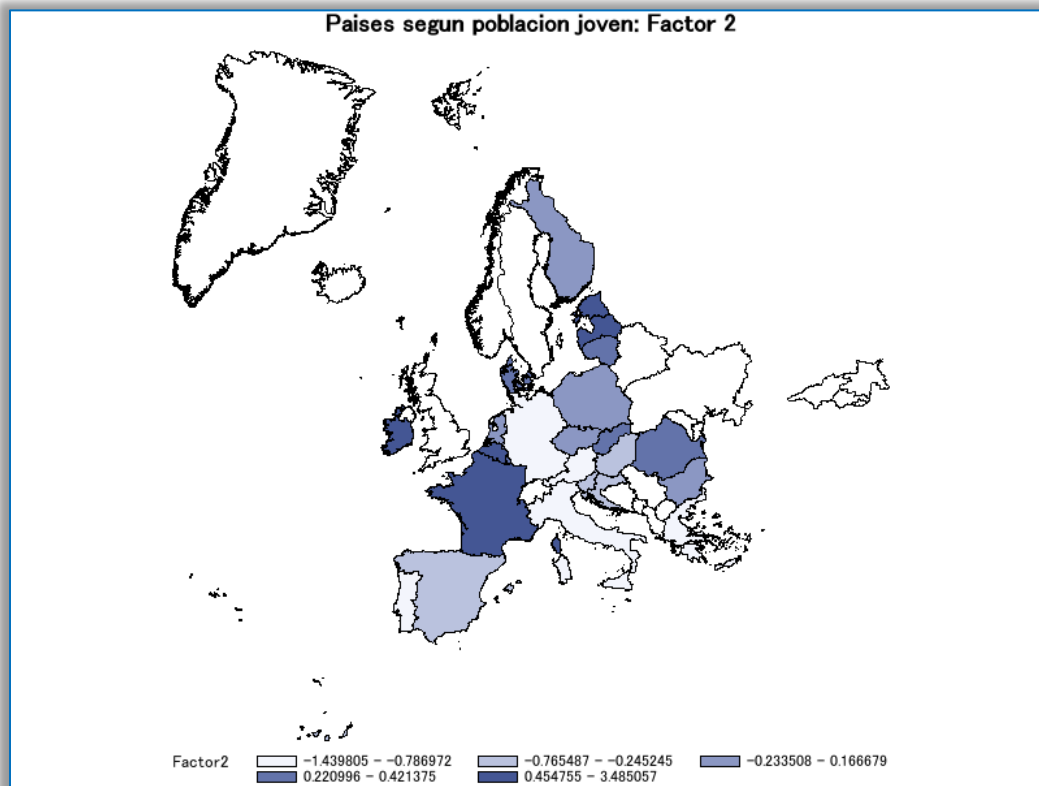 Paises segun poblacion joven: Factor 2
Factor2 -1.439805 - -0.786972 -0.765487 - -0.245245 -0.233508 - 0.166679
0.220996 - 0.421375 0.454755 - 3.485057